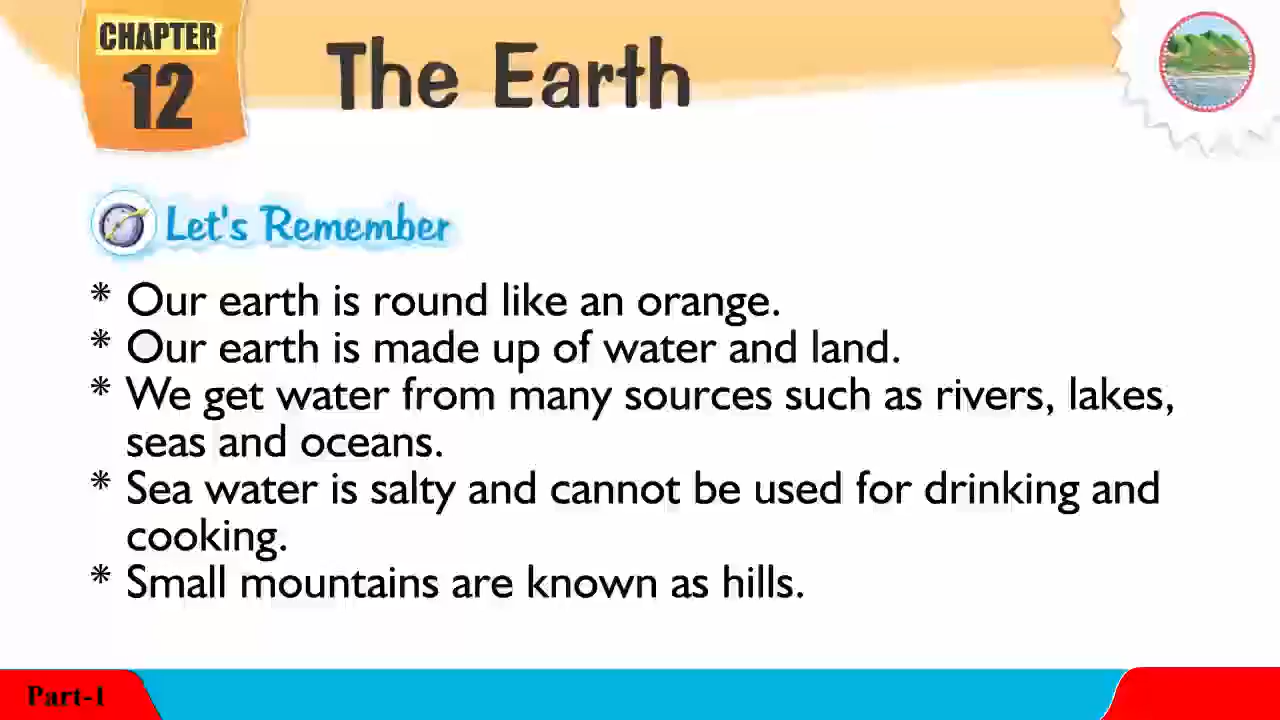 CHAPTER
12
The Earth
Let's Remember
* Our earth is round like an orange.
* Our earth is made up of water and land.
* We get water from many sources such as rivers, lakes,
seas and oceans.
* Sea water is salty and cannot be used for drinking and
cooking.
* Small mountains are known as hills.
Part-1